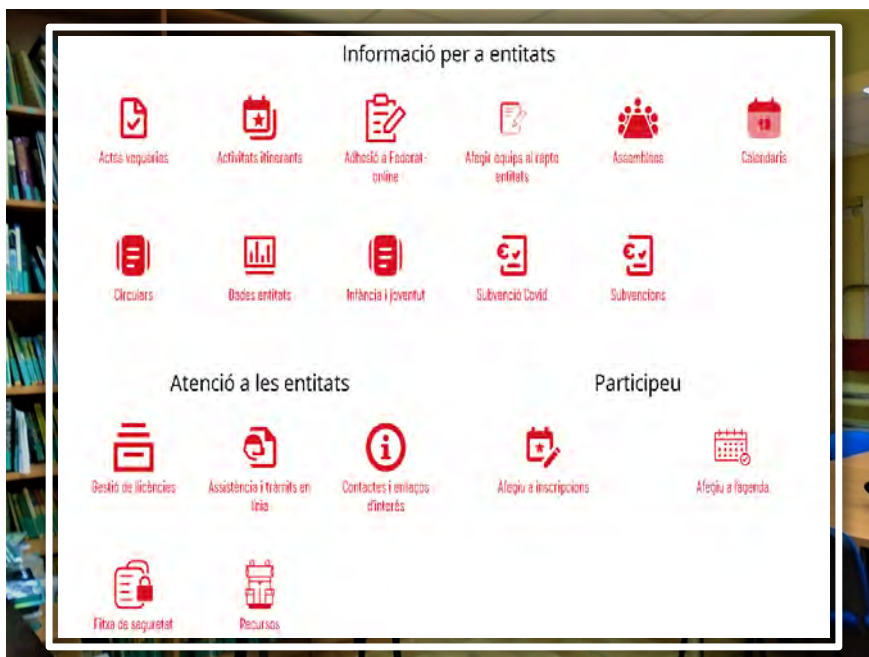 Informació per a entitats
Actes vegueries
Activitats itinerants
Adhesió a Federat-
online
Afegir equips al repte
entitats
Assemblees
Calendaris
Circulars
Dades entitats
Infància i joventut
Subvenció Covid
Subvencions
Atenció a les entitats
Participeu
Gestió de llicències
Assistència i tràmits en
línia
Contactes i enllaços
d'interès
Afegiu a inscripcions
Afegiu a l'agenda
Fitxa de seguretat
Recursos